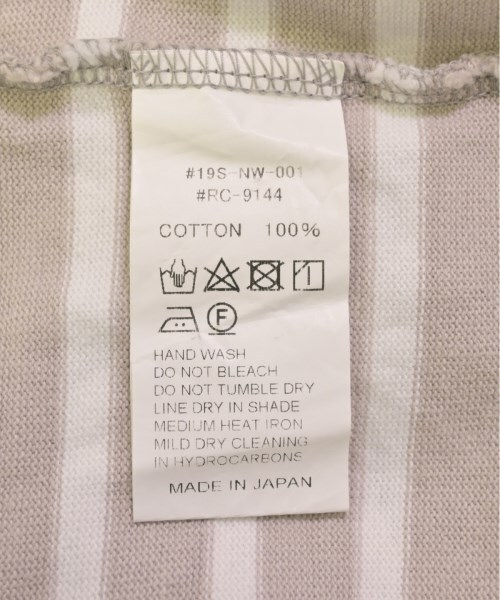 #19S-NW-001
#RC-9144
COTTON 100%
F
HAND WASH
DO NOT BLEACH
DO NOT TUMBLE DRY
LINE DRY IN SHADE
MEDIUM HEAT IRON
MILD DRY CLEANING
IN HYDROCARBONS
MADE IN JAPAN